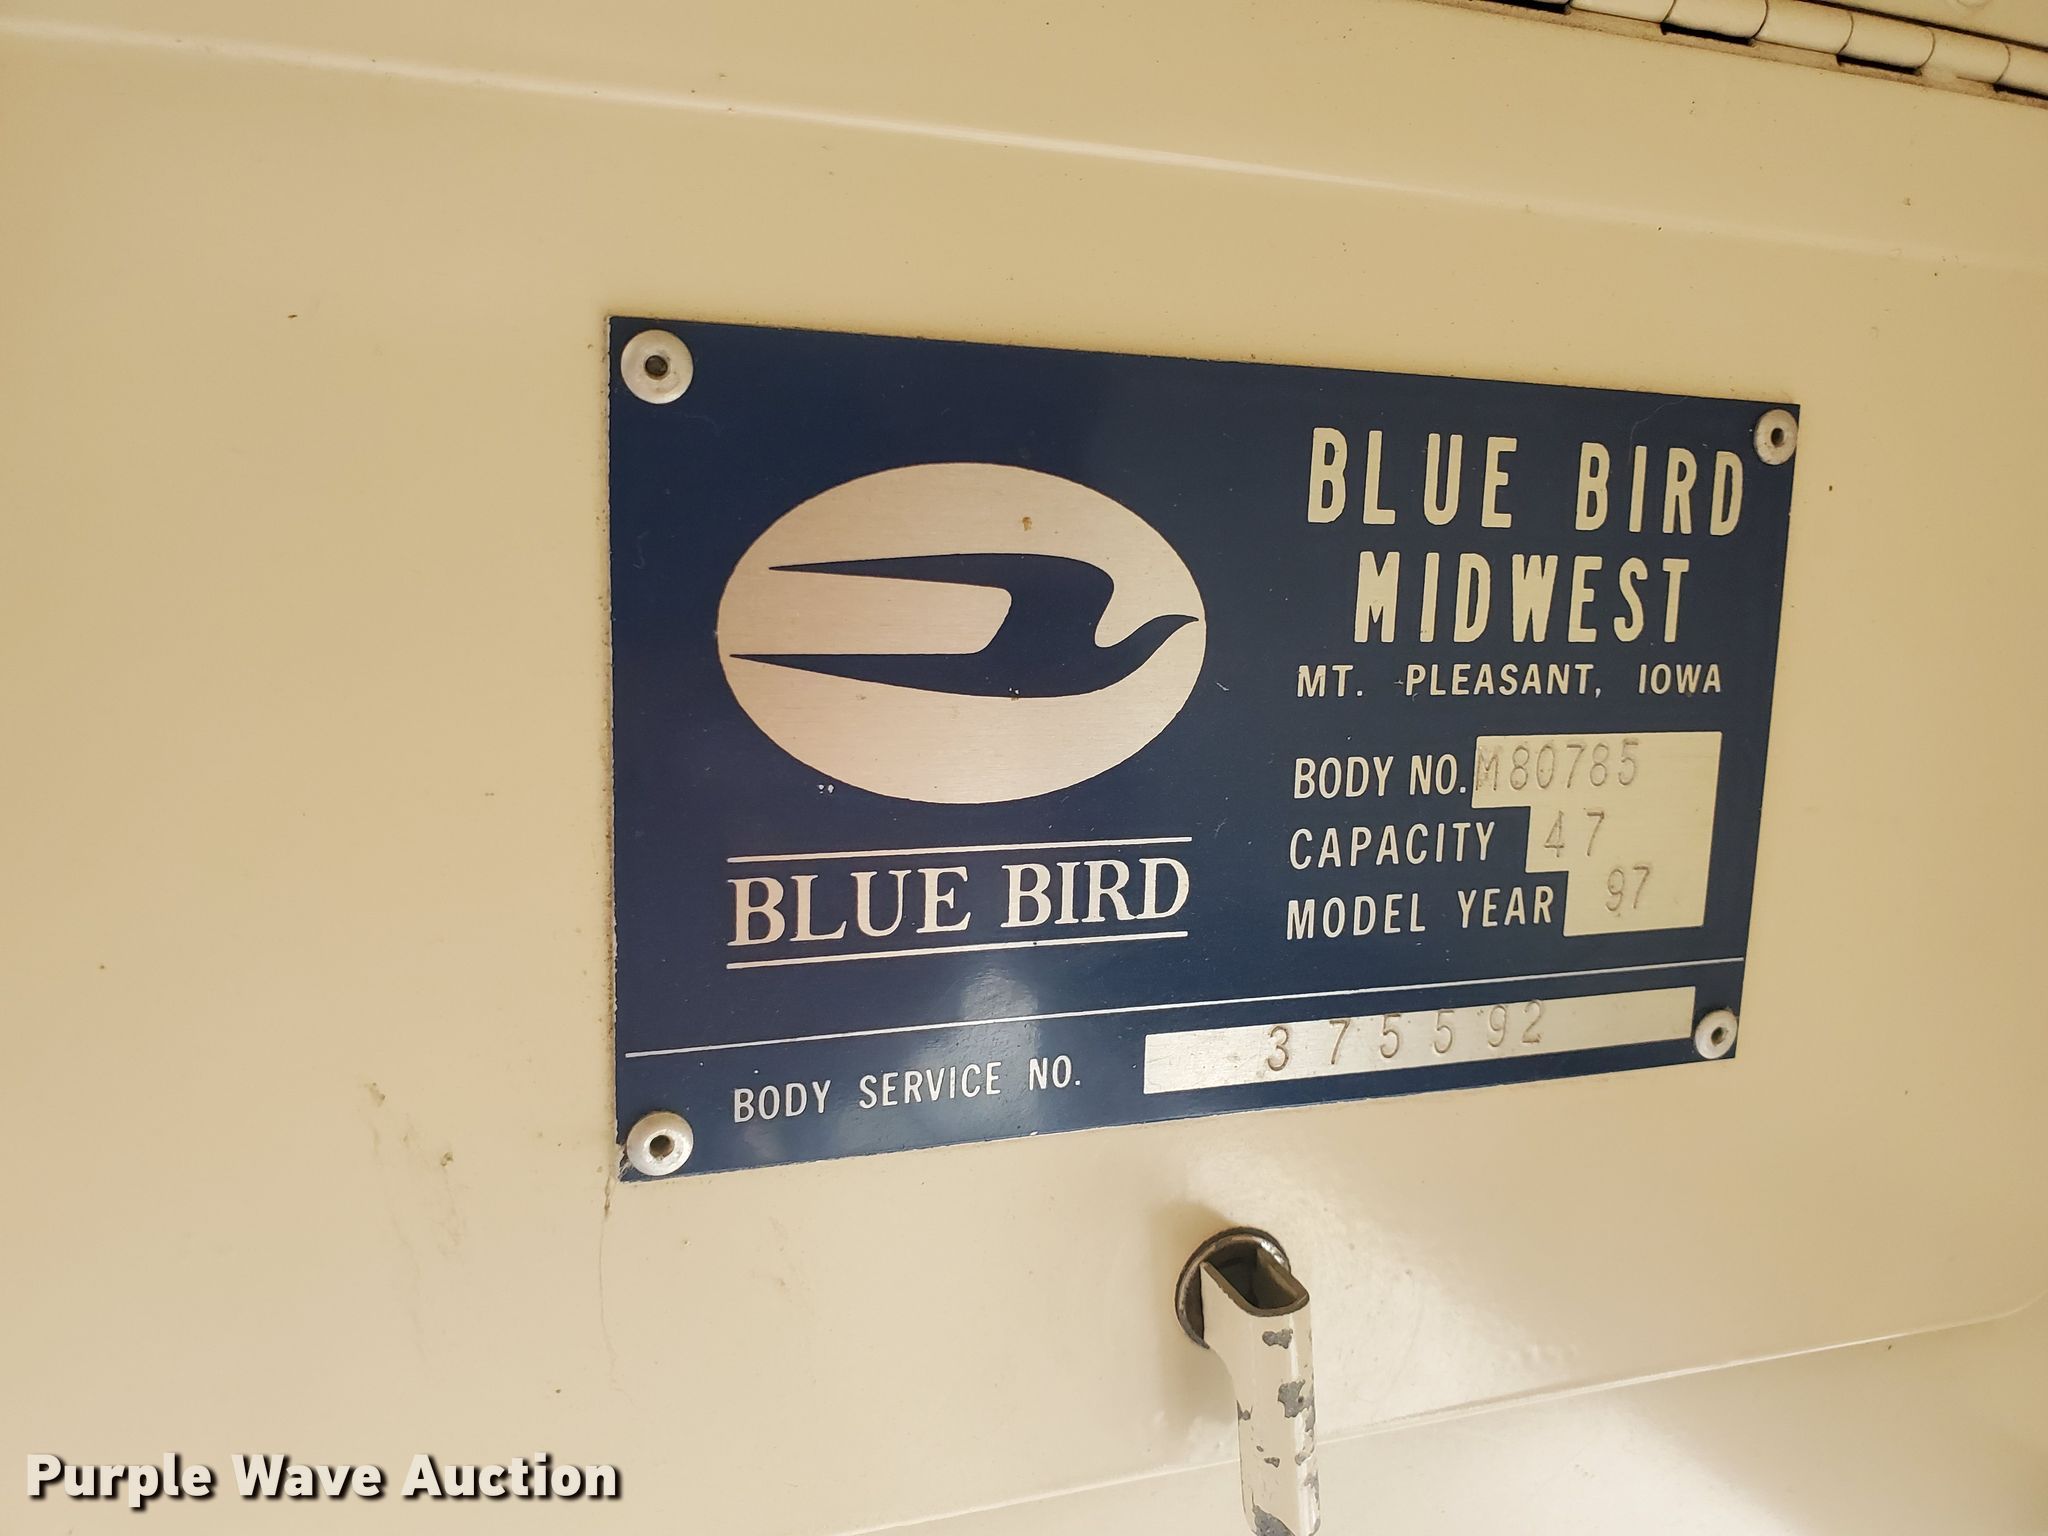 BLUE BIRD
MIDWEST
MT. PLEASANT, IOWA
BODY NO. M80785
CAPACITY 47
MODEL YEAR 97
BLUE BIRD
BODY SERVICE NO. 375592
Purple Wave Auction